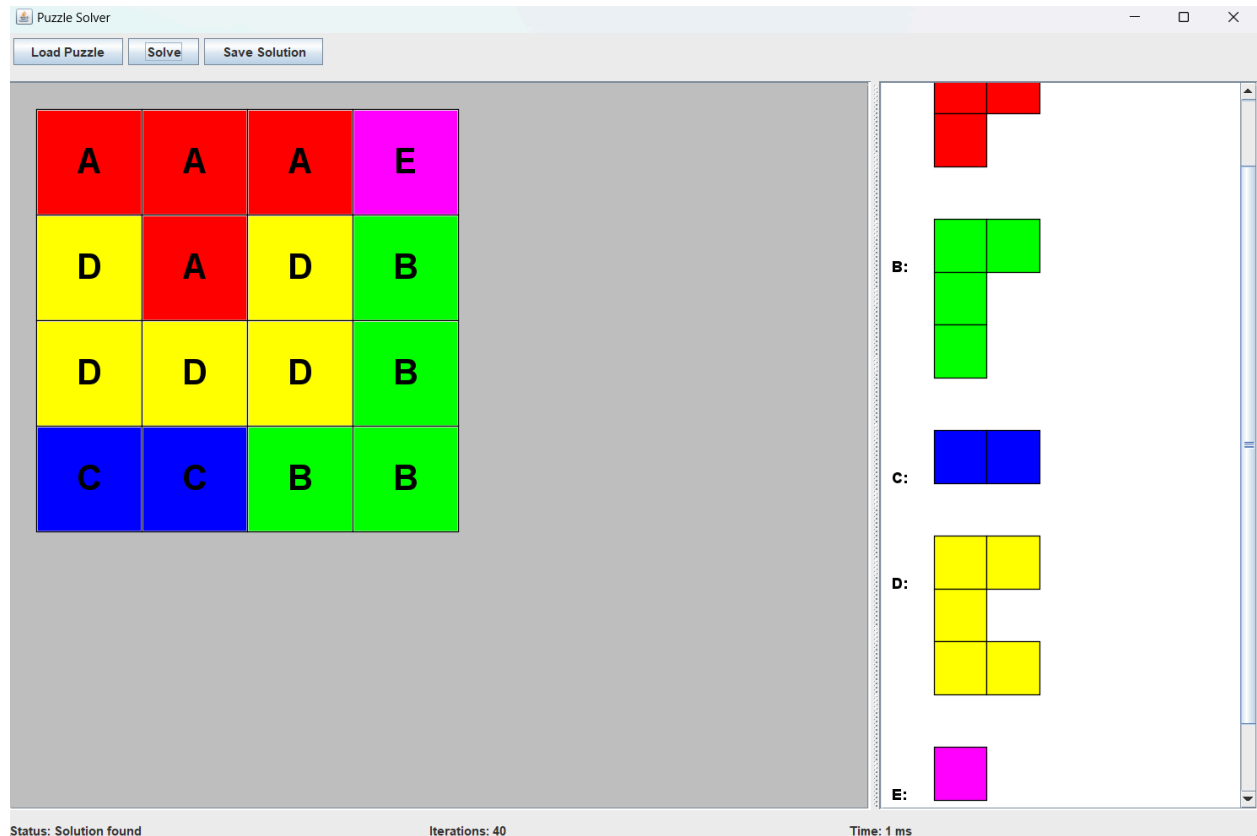 Puzzle Solver
Load Puzzle Solve Save Solution
A A A E
D A D B
D D D B
C C B B
B:
C:
D:
E:
Status: Solution found Iterations: 40 Time: 1 ms